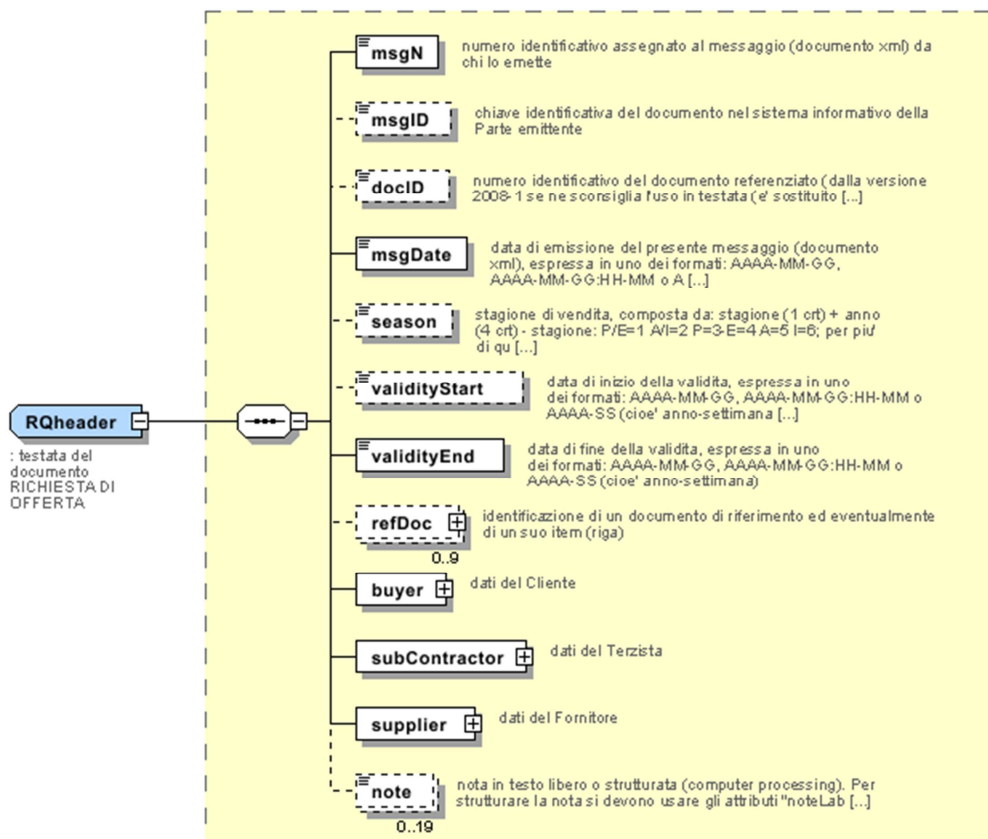 msgN
numero identificativo assegnato al messaggio (documento xml) da
chi lo emette
msgID
chiave identificativa del documento nel sistema informativo della
Parte emittente
docID
numero identificativo del documento referenziato (dalla versione
2008-1 se ne sconsiglia l'uso in testata (e' sostituito [...]
msgDate
data di emissione del presente messaggio (documento
xml), espressa in uno dei formati: AAAA-MM-GG,
AAAA-MM-GG:HH-MM o A [...]
season
stagione di vendita, composta da: stagione (1 crt) + anno
(4 crt) - stagione: P/E=1 A/I=2 P=3-E=4 A=5 I=6; per piu'
di qu [...]
validityStart
data di inizio della validita, espressa in uno
dei formati: AAAA-MM-GG, AAAA-MM-GG:HH-MM o
AAAA-SS (cioe' anno-settimana [...]
RQheader
: testata del
documento
RICHIESTA DI
OFFERTA
validityEnd
data di fine della validita, espressa in uno
dei formati: AAAA-MM-GG, AAAA-MM-GG:HH-MM o
AAAA-SS (cioe' anno-settimana)
refDoc
0..9
identificazione di un documento di riferimento ed eventualmente
di un suo item (riga)
buyer
dati del Cliente
subContractor
dati del Terzista
supplier
dati del Fornitore
note
0..19
nota in testo libero o strutturata (computer processing). Per
strutturare la nota si devono usare gli attributi "noteLab [...]